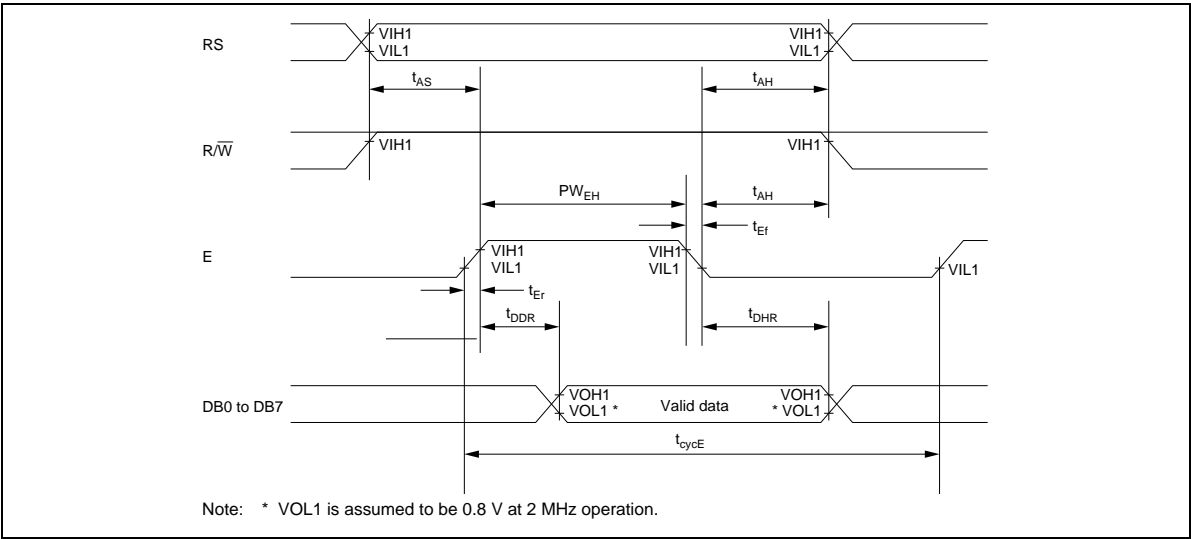 RS
VIH1
VIL1
VIH1
VIL1
tAS
tAH
R/W̅
VIH1
VIH1
PWEH
tAH
tEf
E
VIH1
VIL1
VIH1
VIL1
VIL1
tEr
tDDR
tDHR
DB0 to DB7
VOH1
VOL1 *
Valid data
VOH1
* VOL1
tcycE
Note: * VOL1 is assumed to be 0.8 V at 2 MHz operation.